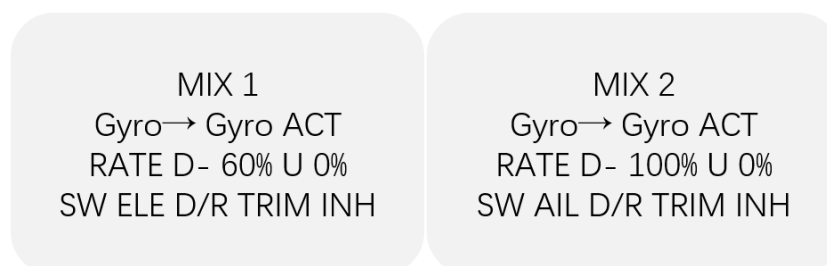 MIX 1
Gyro→ Gyro ACT
RATE D- 60% U 0%
SW ELE D/R TRIM INH
MIX 2
Gyro→ Gyro ACT
RATE D- 100% U 0%
SW AIL D/R TRIM INH